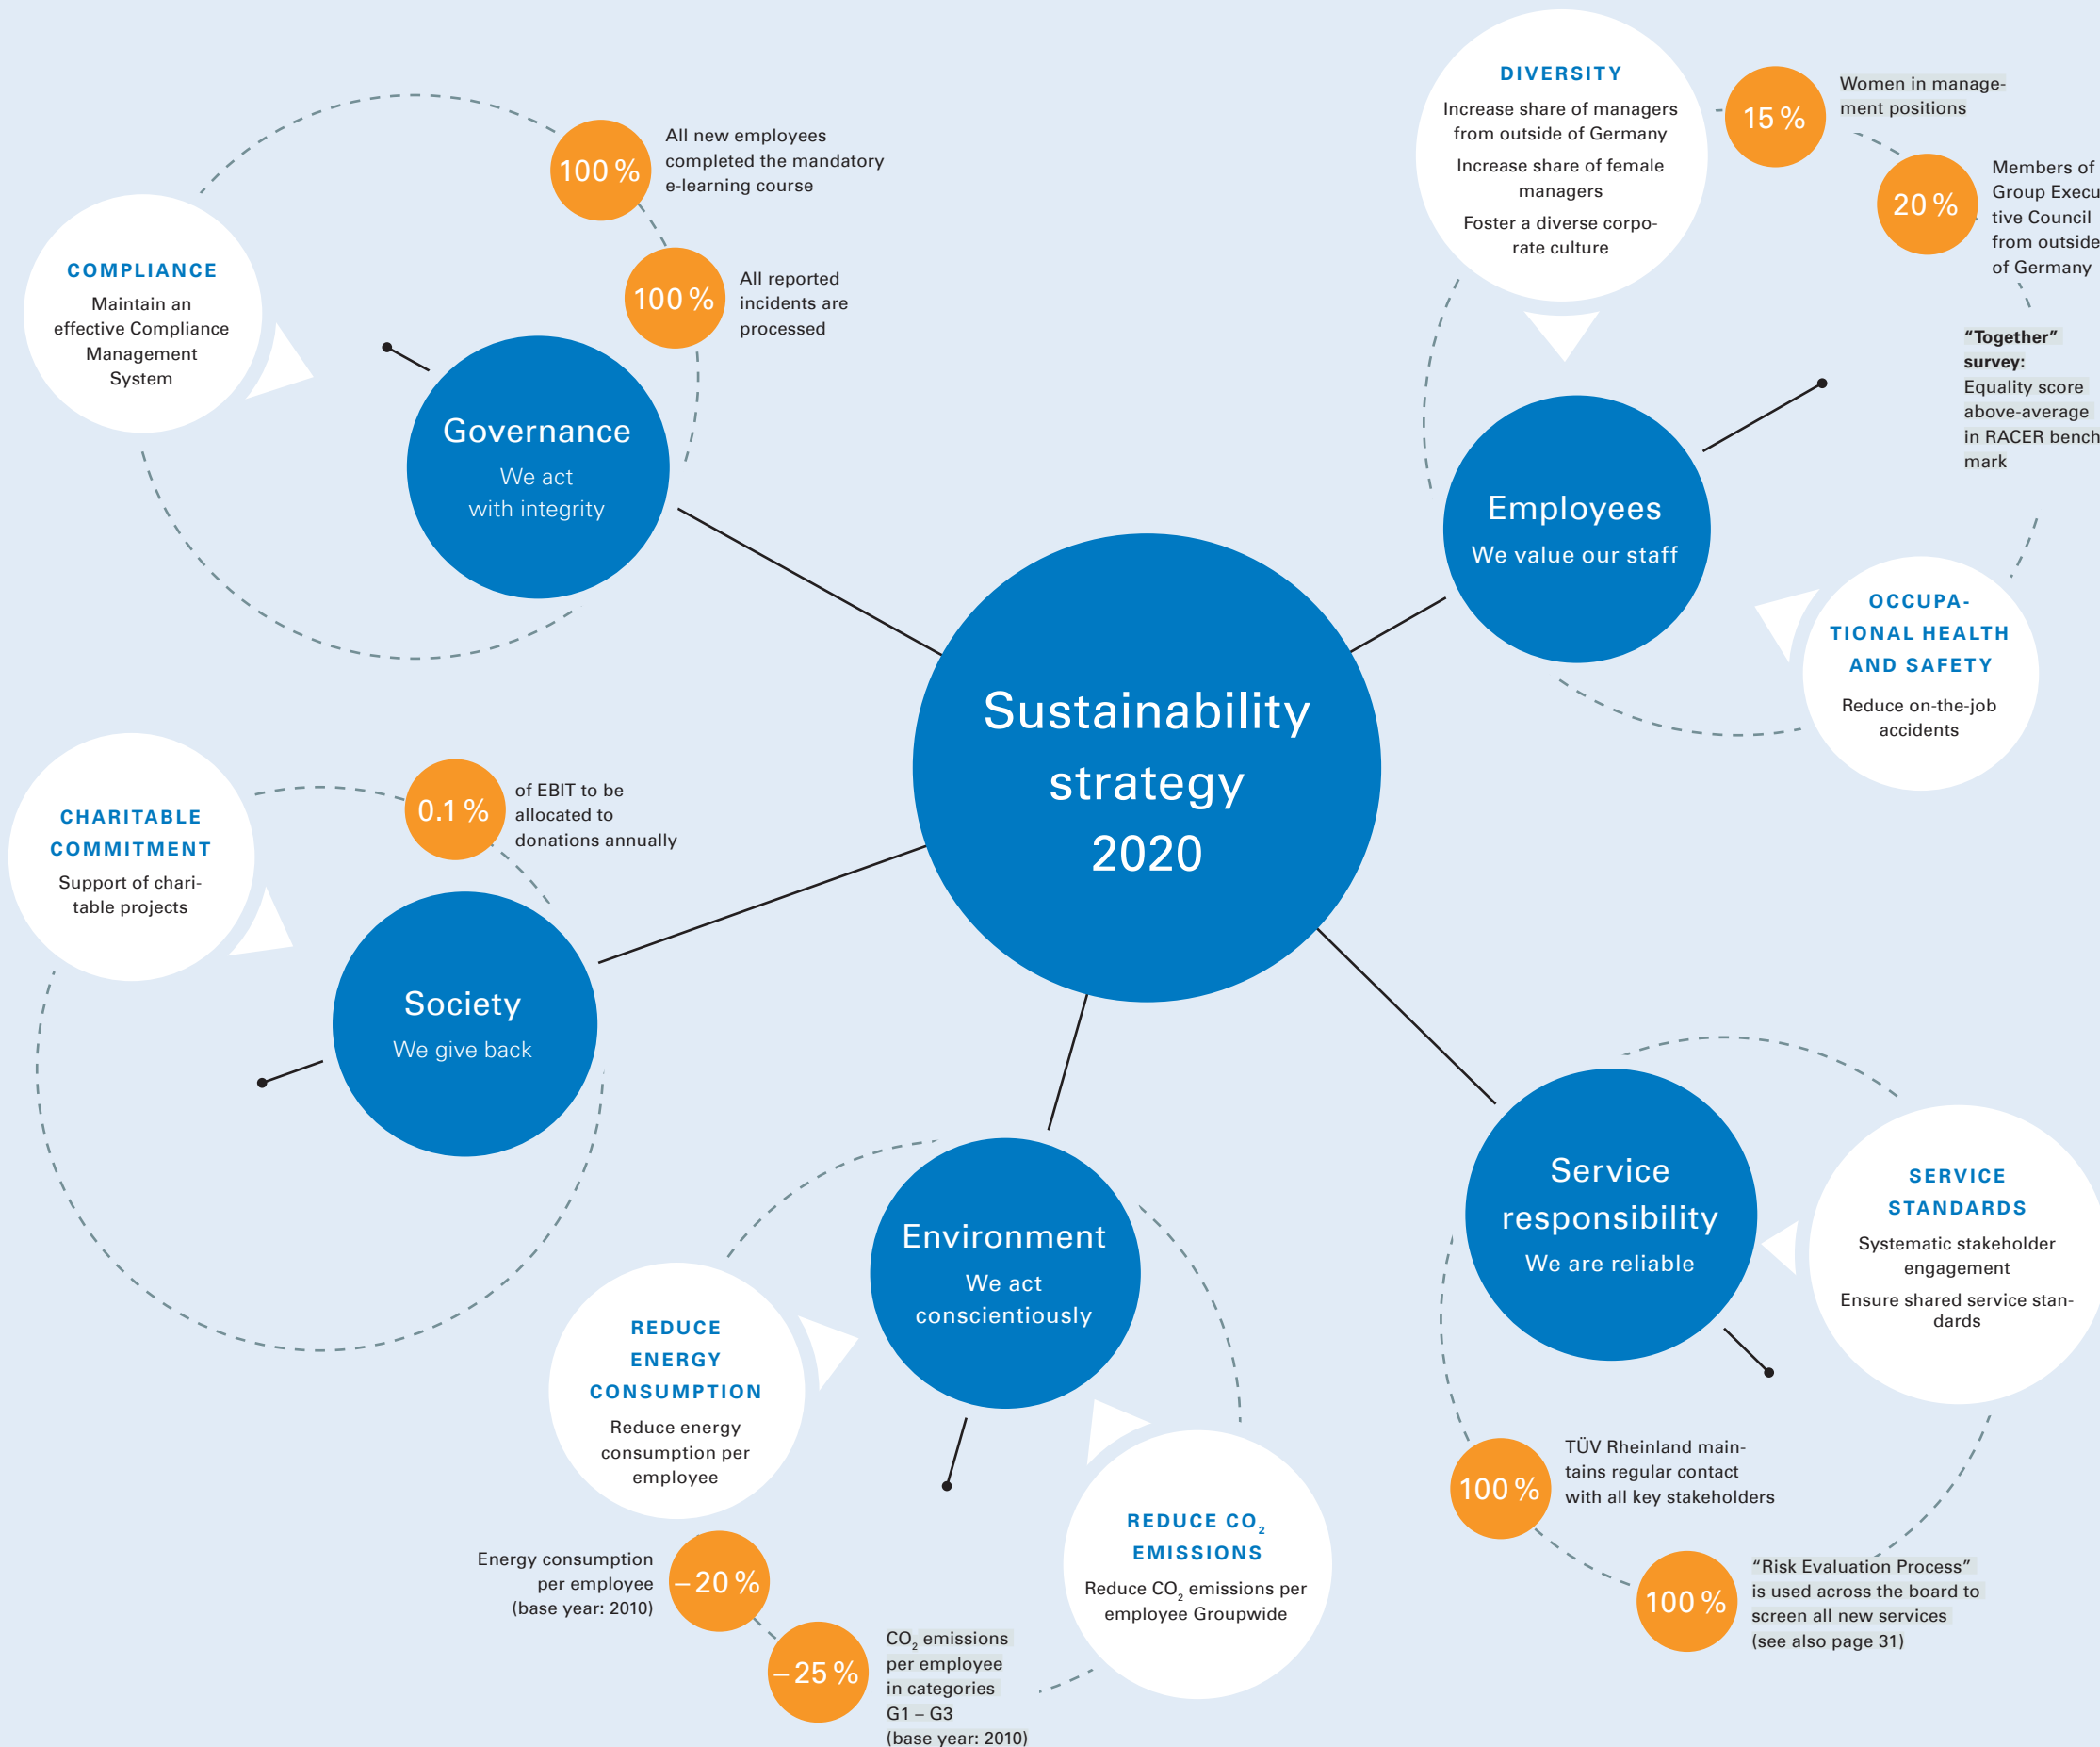 COMPLIANCE
Maintain an
effective Compliance
Management
System
100 %
All new employees
completed the mandatory
e-learning course
100 %
All reported
incidents are
processed
Governance
We act
with integrity
DIVERSITY
Increase share of managers
from outside of Germany
Increase share of female
managers
Foster a diverse corpo-
rate culture
15 %
Women in manage-
ment positions
20 %
Members of
Group Execu
tive Council
from outside
of Germany
“Together”
survey:
Equality score
above-average
in RACER bench
mark
Employees
We value our staff
OCCUPA-
TIONAL HEALTH
AND SAFETY
Reduce on-the-job
accidents
Sustainability
strategy
2020
CHARITABLE
COMMITMENT
Support of chari-
table projects
0.1 %
of EBIT to be
allocated to
donations annually
Society
We give back
Environment
We act
conscientiously
REDUCE
ENERGY
CONSUMPTION
Reduce energy
consumption per
employee
Energy consumption
per employee
(base year: 2010)
– 20 %
– 25 %
CO₂ emissions
per employee
in categories
G1 – G3
(base year: 2010)
REDUCE CO₂
EMISSIONS
Reduce CO₂ emissions per
employee Groupwide
Service
responsibility
We are reliable
SERVICE
STANDARDS
Systematic stakeholder
engagement
Ensure shared service stan-
dards
100 %
TÜV Rheinland main-
tains regular contact
with all key stakeholders
100 %
“Risk Evaluation Process”
is used across the board to
screen all new services
(see also page 31)